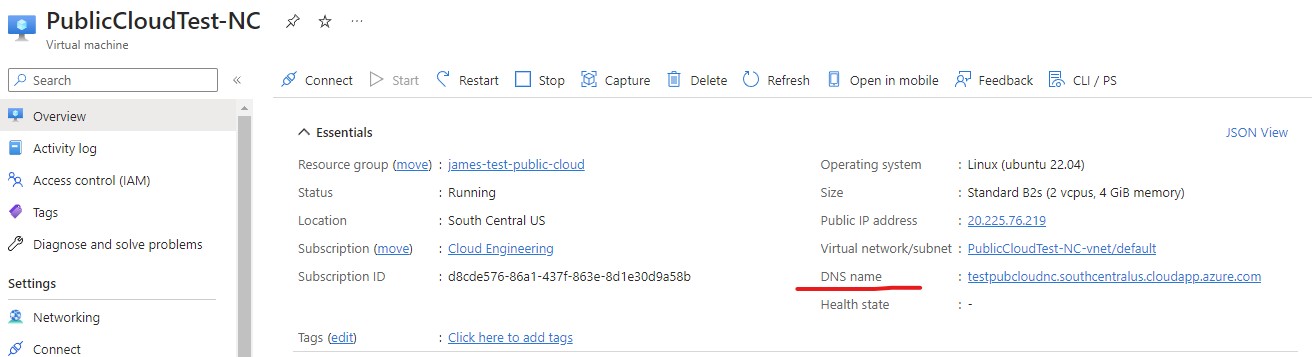 PublicCloudTest-NC
Virtual machine
Search
Connect Start Restart Stop Capture Delete Refresh Open in mobile Feedback CLI / PS
Overview
Activity log
Access control (IAM)
Tags
Diagnose and solve problems
Settings
Networking
Connect
Essentials JSON View
Resource group (move) : james-test-public-cloud
Status : Running
Location : South Central US
Subscription (move) : Cloud Engineering
Subscription ID : d8cde576-86a1-437f-863e-8d1e30d9a58b
Operating system : Linux (ubuntu 22.04)
Size : Standard B2s (2 vcpus, 4 GiB memory)
Public IP address : 20.225.76.219
Virtual network/subnet : PublicCloudTest-NC-vnet/default
DNS name : testpubcloudnc.southcentralus.cloudapp.azure.com
Health state : -
Tags (edit) : Click here to add tags